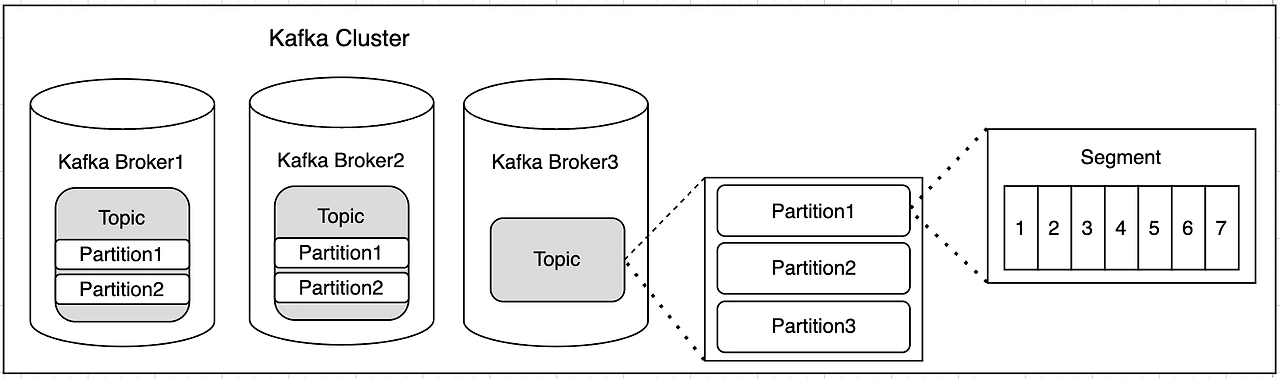 Kafka Cluster
Kafka Broker1
Topic
Partition1
Partition2
Kafka Broker2
Topic
Partition1
Partition2
Kafka Broker3
Topic
Partition1
Partition2
Partition3
Segment
1 2 3 4 5 6 7